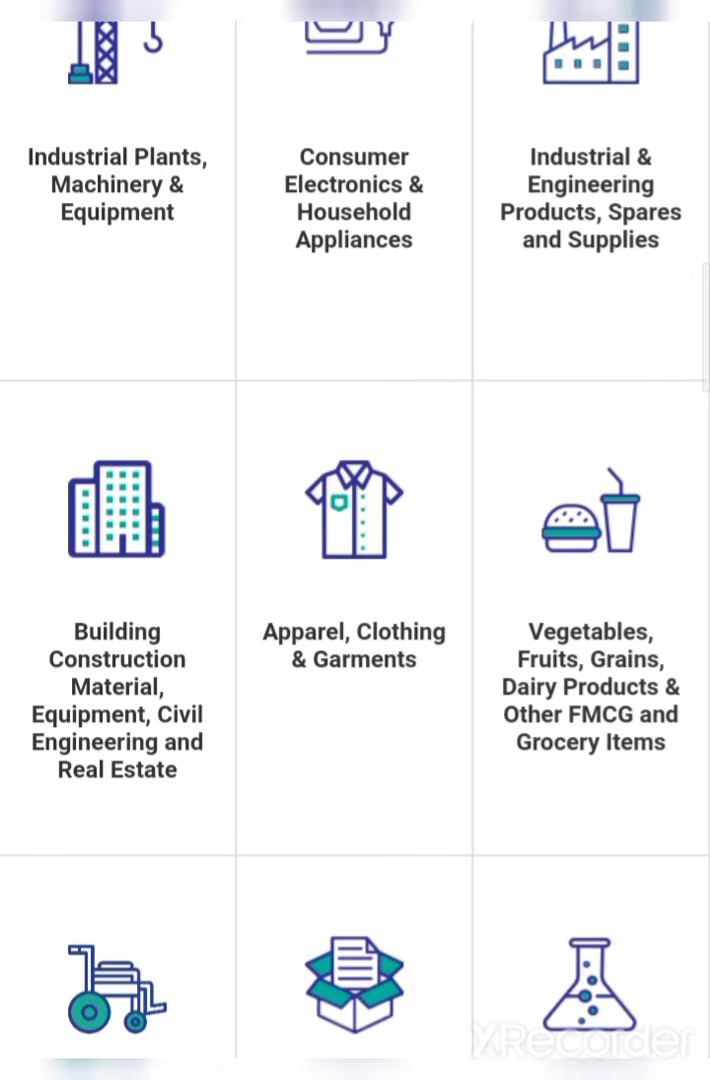 Industrial Plants,
Machinery &
Equipment
Consumer
Electronics &
Household
Appliances
Industrial &
Engineering
Products, Spares
and Supplies
Building
Construction
Material,
Equipment, Civil
Engineering and
Real Estate
Apparel, Clothing
& Garments
Vegetables,
Fruits, Grains,
Dairy Products &
Other FMCG and
Grocery Items
XRecorder